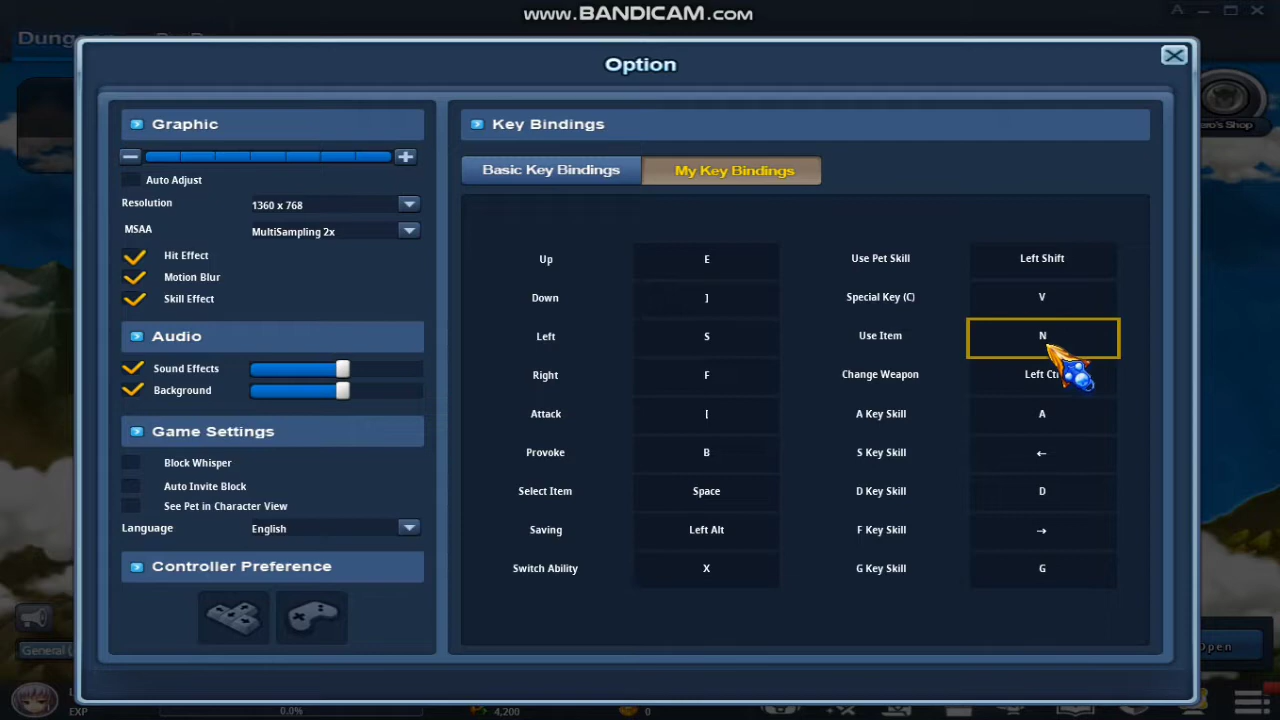 www.BANDICAM.com
Option
Graphic
Auto Adjust
Resolution 1360 x 768
MSAA MultiSampling 2x
Hit Effect
Motion Blur
Skill Effect
Audio
Sound Effects
Background
Game Settings
Block Whisper
Auto Invite Block
See Pet in Character View
Language English
Controller Preference
Key Bindings
Basic Key Bindings My Key Bindings
Up E Use Pet Skill Left Shift
Down ] Special Key (C) V
Left S Use Item N
Right F Change Weapon Left
Attack [ A Key Skill A
Provoke B S Key Skill ←
Select Item Space D Key Skill D
Saving Left Alt F Key Skill →
Switch Ability X G Key Skill G
General
Open
EXP 0.0% 4,200 0